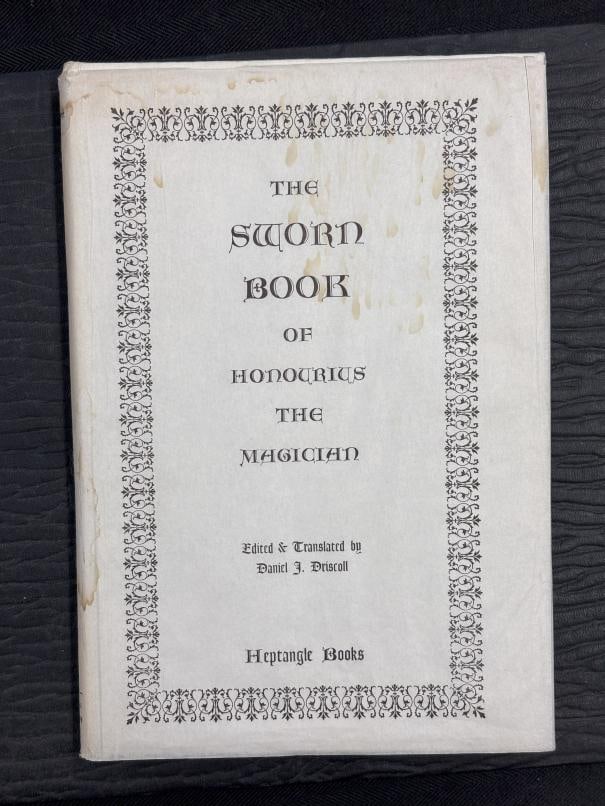 THE
SWORN
BOOK
OF
HONOURIUS
THE
MAGICIAN
Edited & Translated by
Daniel J. Driscoll
Heptangle Books